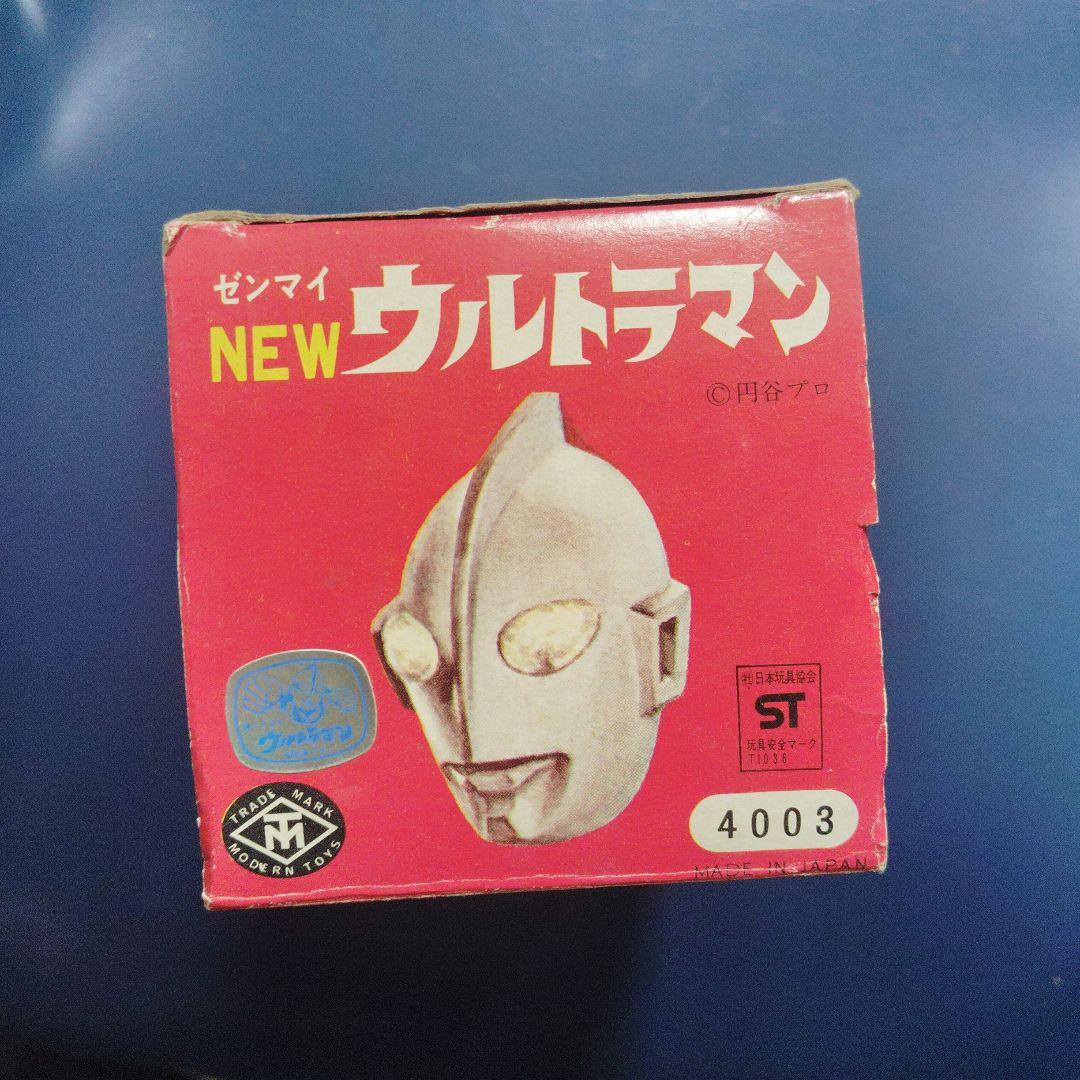 ゼンマイ
NEWウルトラマン
©円谷プロ
ウルトラマン
(社)日本玩具協会
ST
玩具安全マーク
T1036
TRADE MARK
TM
MODERN TOYS
4003
MADE IN JAPAN